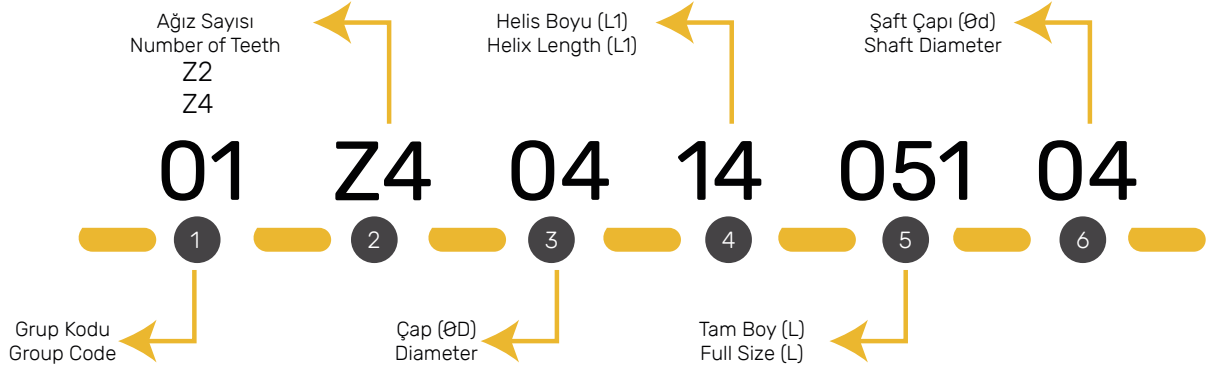 Ağız Sayısı
Number of Teeth
Z2
Z4
Helis Boyu (L1)
Helix Length (L1)
Şaft Çapı (Ød)
Shaft Diameter
01 Z4 04 14 051 04
1 2 3 4 5 6
Grup Kodu
Group Code
Çap (ØD)
Diameter
Tam Boy (L)
Full Size (L)